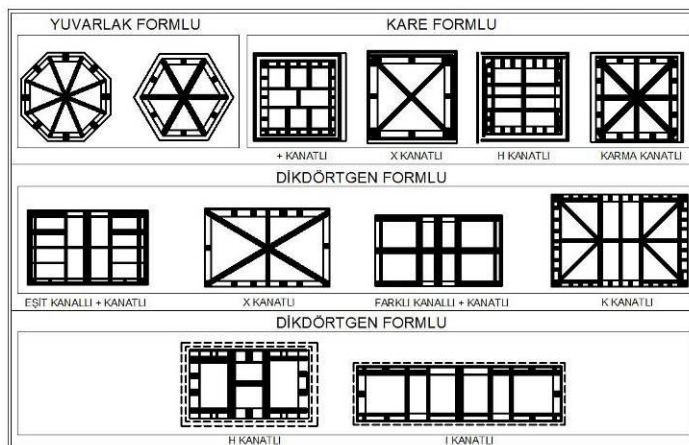 YUVARLAK FORMLU
KARE FORMLU
+ KANATLI
X KANATLI
H KANATLI
KARMA KANATLI
DİKDÖRTGEN FORMLU
EŞİT KANALLI + KANATLI
X KANATLI
FARKLI KANALLI + KANATLI
K KANATLI
DİKDÖRTGEN FORMLU
H KANATLI
I KANATLI